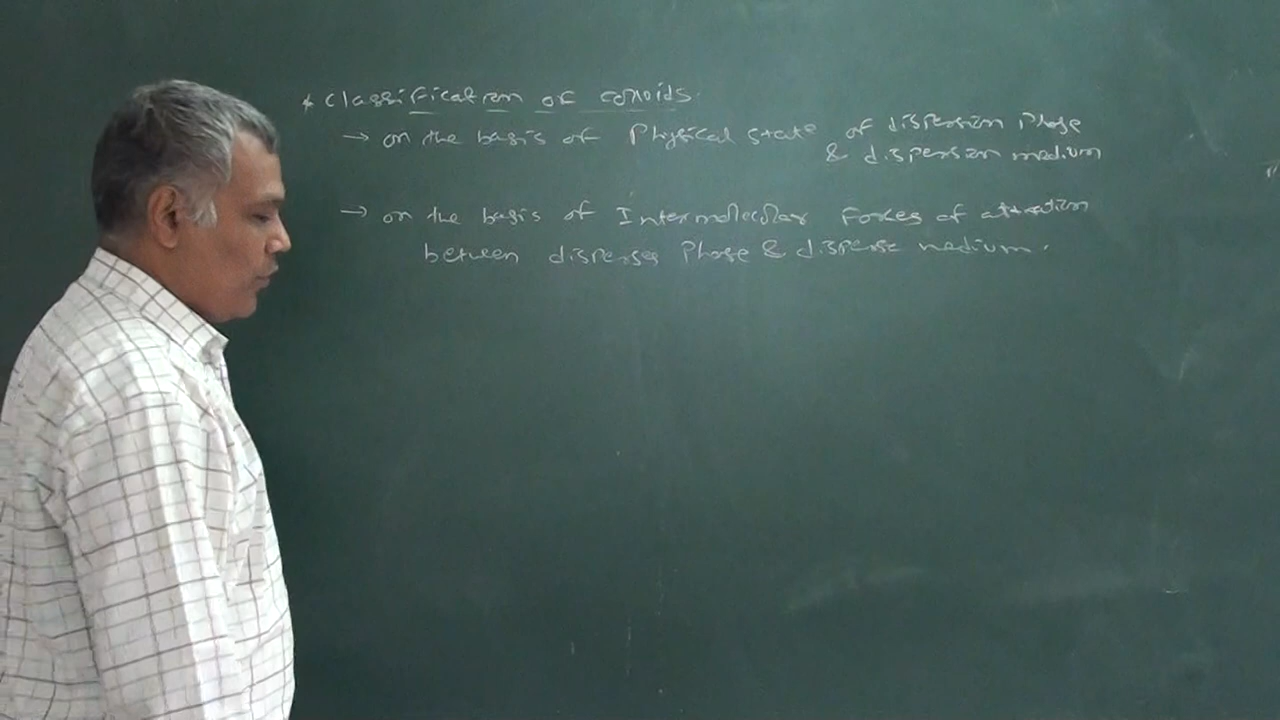 * Classification of colloids.
→ on the basis of Physical state of dispersion Phase
& dispersion medium
→ on the basis of Intermolecular Forces of attraction
between disperses Phase & disperse medium.